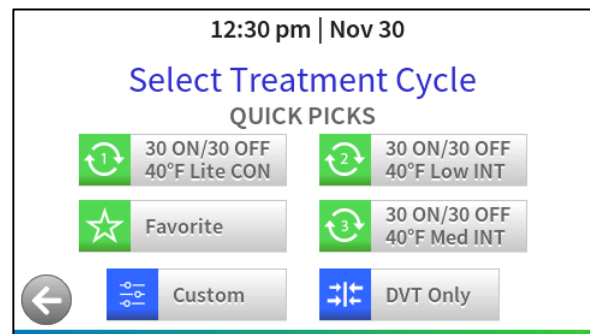 12:30 pm | Nov 30
Select Treatment Cycle
QUICK PICKS
1
30 ON/30 OFF
40°F Lite CON
2
30 ON/30 OFF
40°F Low INT
Favorite
3
30 ON/30 OFF
40°F Med INT
Custom
DVT Only